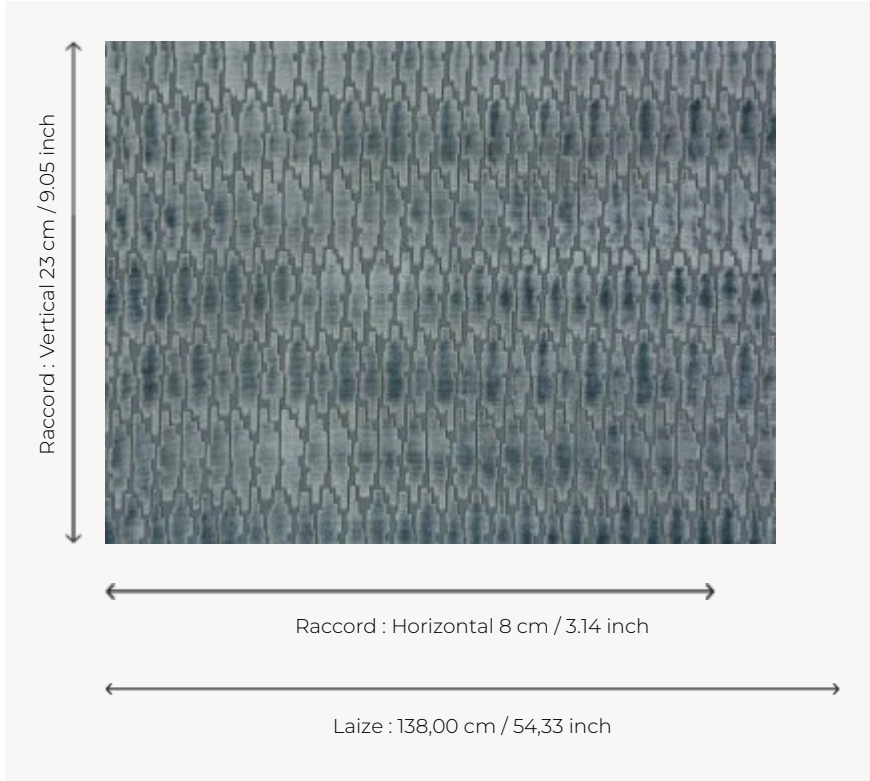 Raccord : Vertical 23 cm / 9.05 inch
Raccord : Horizontal 8 cm / 3.14 inch
Laize : 138,00 cm / 54,33 inch